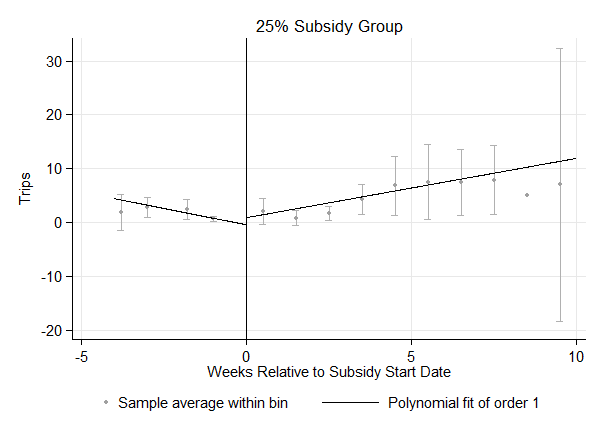 25% Subsidy Group
30
20
10
0
-10
-20
Trips
-5
0
5
10
Weeks Relative to Subsidy Start Date
Sample average within bin
Polynomial fit of order 1